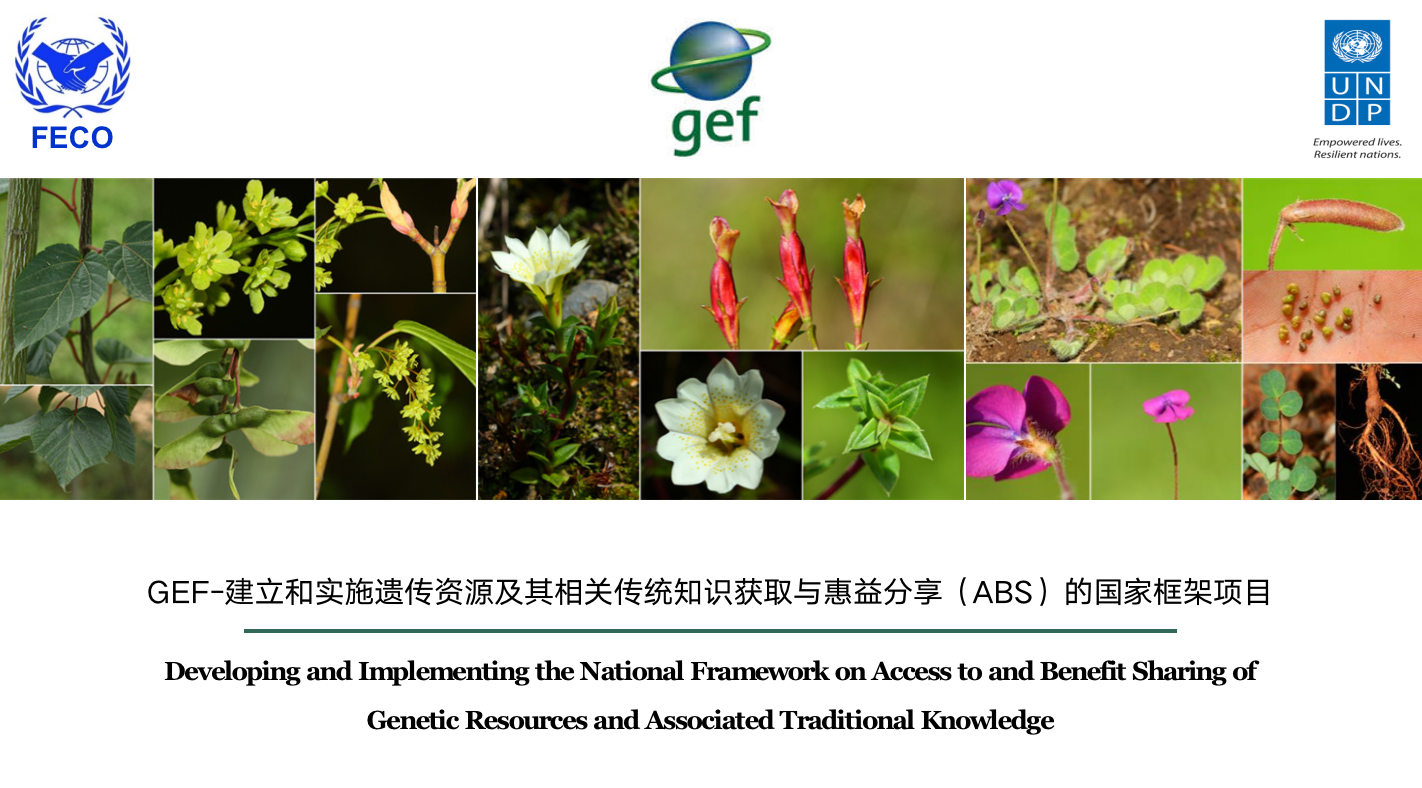 FECO
gef
U N
D P
Empowered lives.
Resilient nations.
GEF-建立和实施遗传资源及其相关传统知识获取与惠益分享（ABS）的国家框架项目
Developing and Implementing the National Framework on Access to and Benefit Sharing of
Genetic Resources and Associated Traditional Knowledge